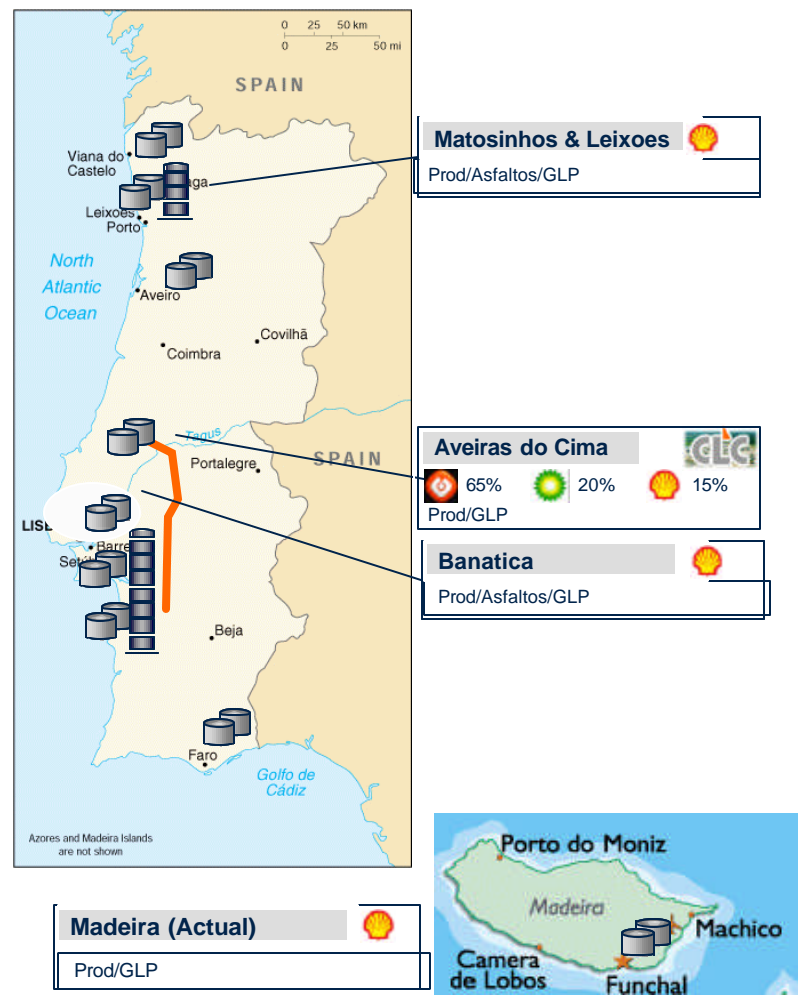 0 25 50 km
0 25 50 mi
SPAIN
Viana do
Castelo
Leixoes
Porto
North
Atlantic
Ocean
Aveiro
Covilhã
Coimbra
Tagus
Portalegre
SPAIN
Beja
Faro
Golfo de
Cádiz
Azores and Madeira Islands
are not shown
Matosinhos & Leixoes
Prod/Asfaltos/GLP
Aveiras do Cima
CLC
65% 20% 15%
Prod/GLP
Banatica
Prod/Asfaltos/GLP
Madeira (Actual)
Prod/GLP
Porto do Moniz
Madeira
Machico
Camera
de Lobos
Funchal